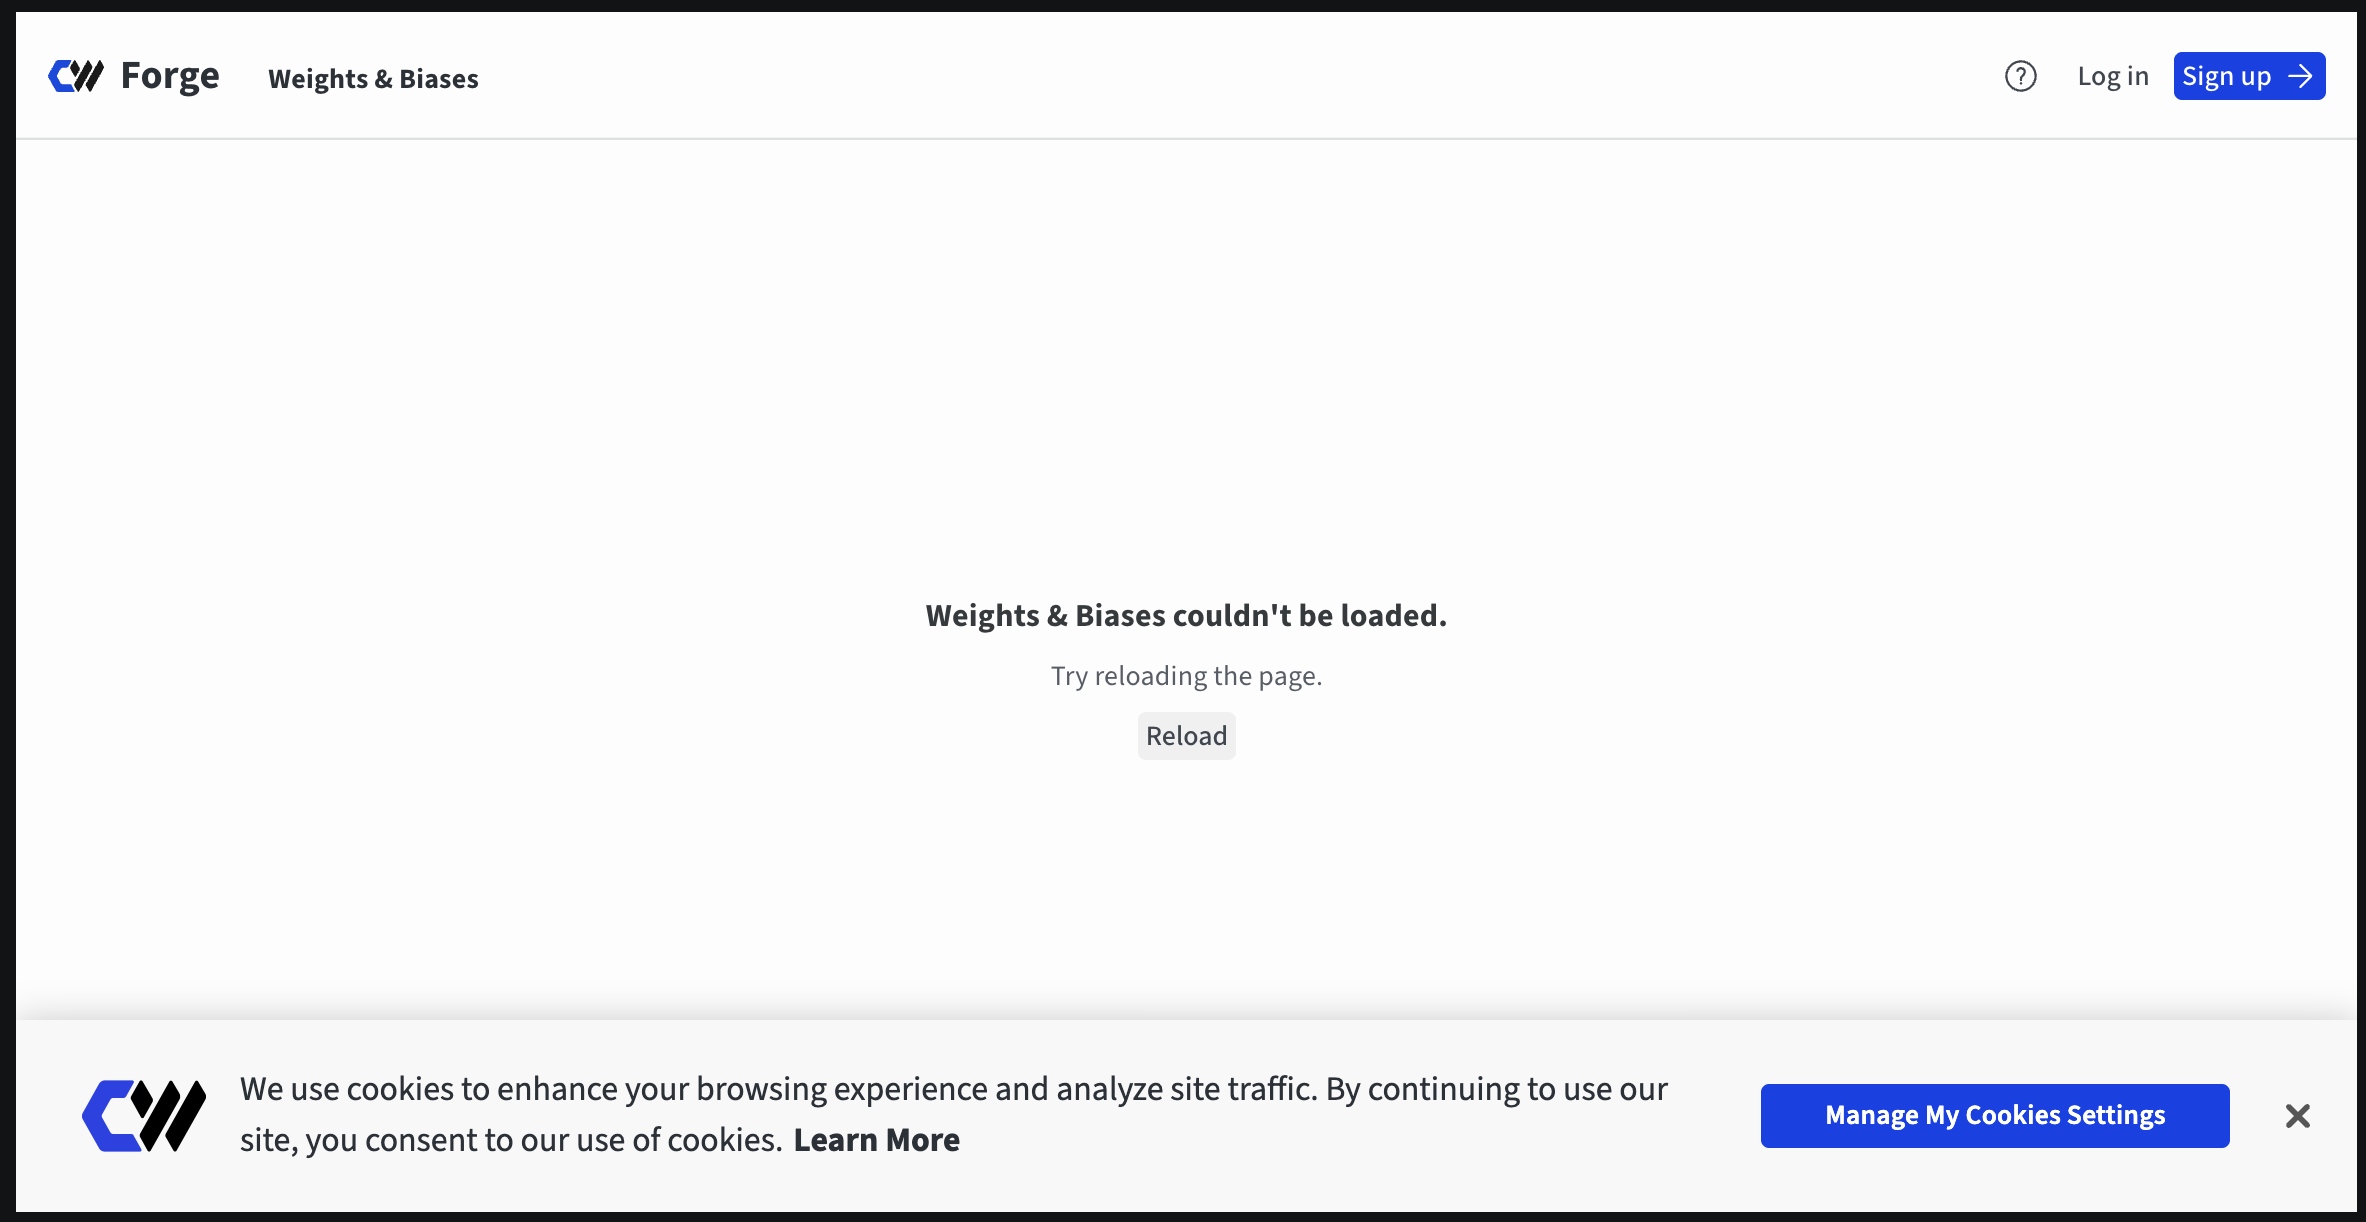 CW Forge Weights & Biases
? Log in Sign up →
Weights & Biases couldn't be loaded.
Try reloading the page.
Reload
CW
We use cookies to enhance your browsing experience and analyze site traffic. By continuing to use our
site, you consent to our use of cookies. Learn More
Manage My Cookies Settings